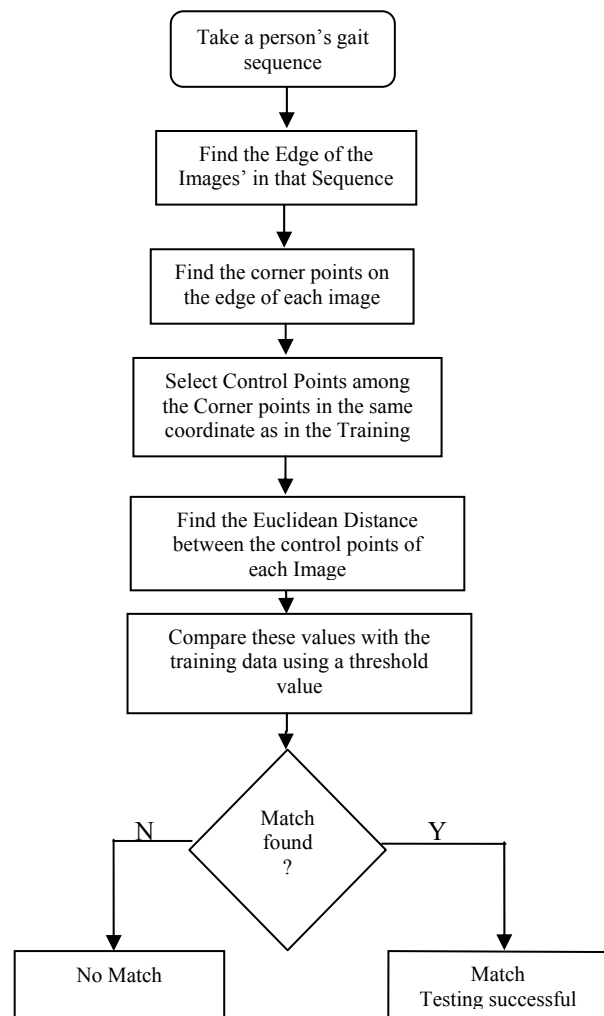 Take a person’s gait
sequence
Find the Edge of the
Images’ in that Sequence
Find the corner points on
the edge of each image
Select Control Points among
the Corner points in the same
coordinate as in the Training
Find the Euclidean Distance
between the control points of
each Image
Compare these values with the
training data using a threshold
value
Match
found
?
N
Y
No Match
Match
Testing successful